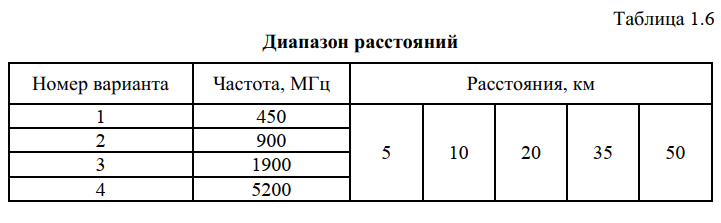 Таблица 1.6
Диапазон расстояний
Номер варианта Частота, МГц Расстояния, км
1 450
2 900
3 1900
4 5200
5 10 20 35 50